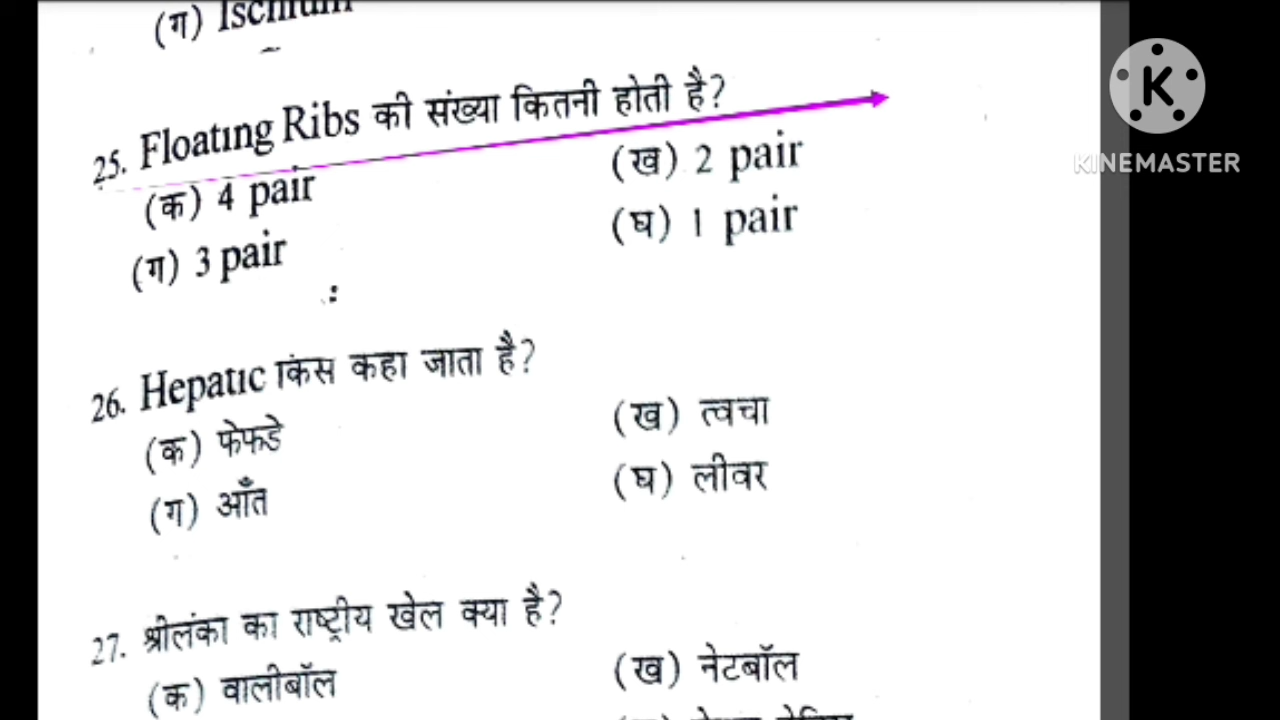 (ग) Ischium
25. Floating Ribs की संख्या कितनी होती है?
(क) 4 pair
(ख) 2 pair
(ग) 3 pair
(घ) 1 pair
26. Hepatic किस कहा जाता है?
(क) फेफडे
(ख) त्वचा
(ग) आँत
(घ) लीवर
27. श्रीलंका का राष्ट्रीय खेल क्या है?
(क) वालीबॉल
(ख) नेटबॉल
KINEMASTER